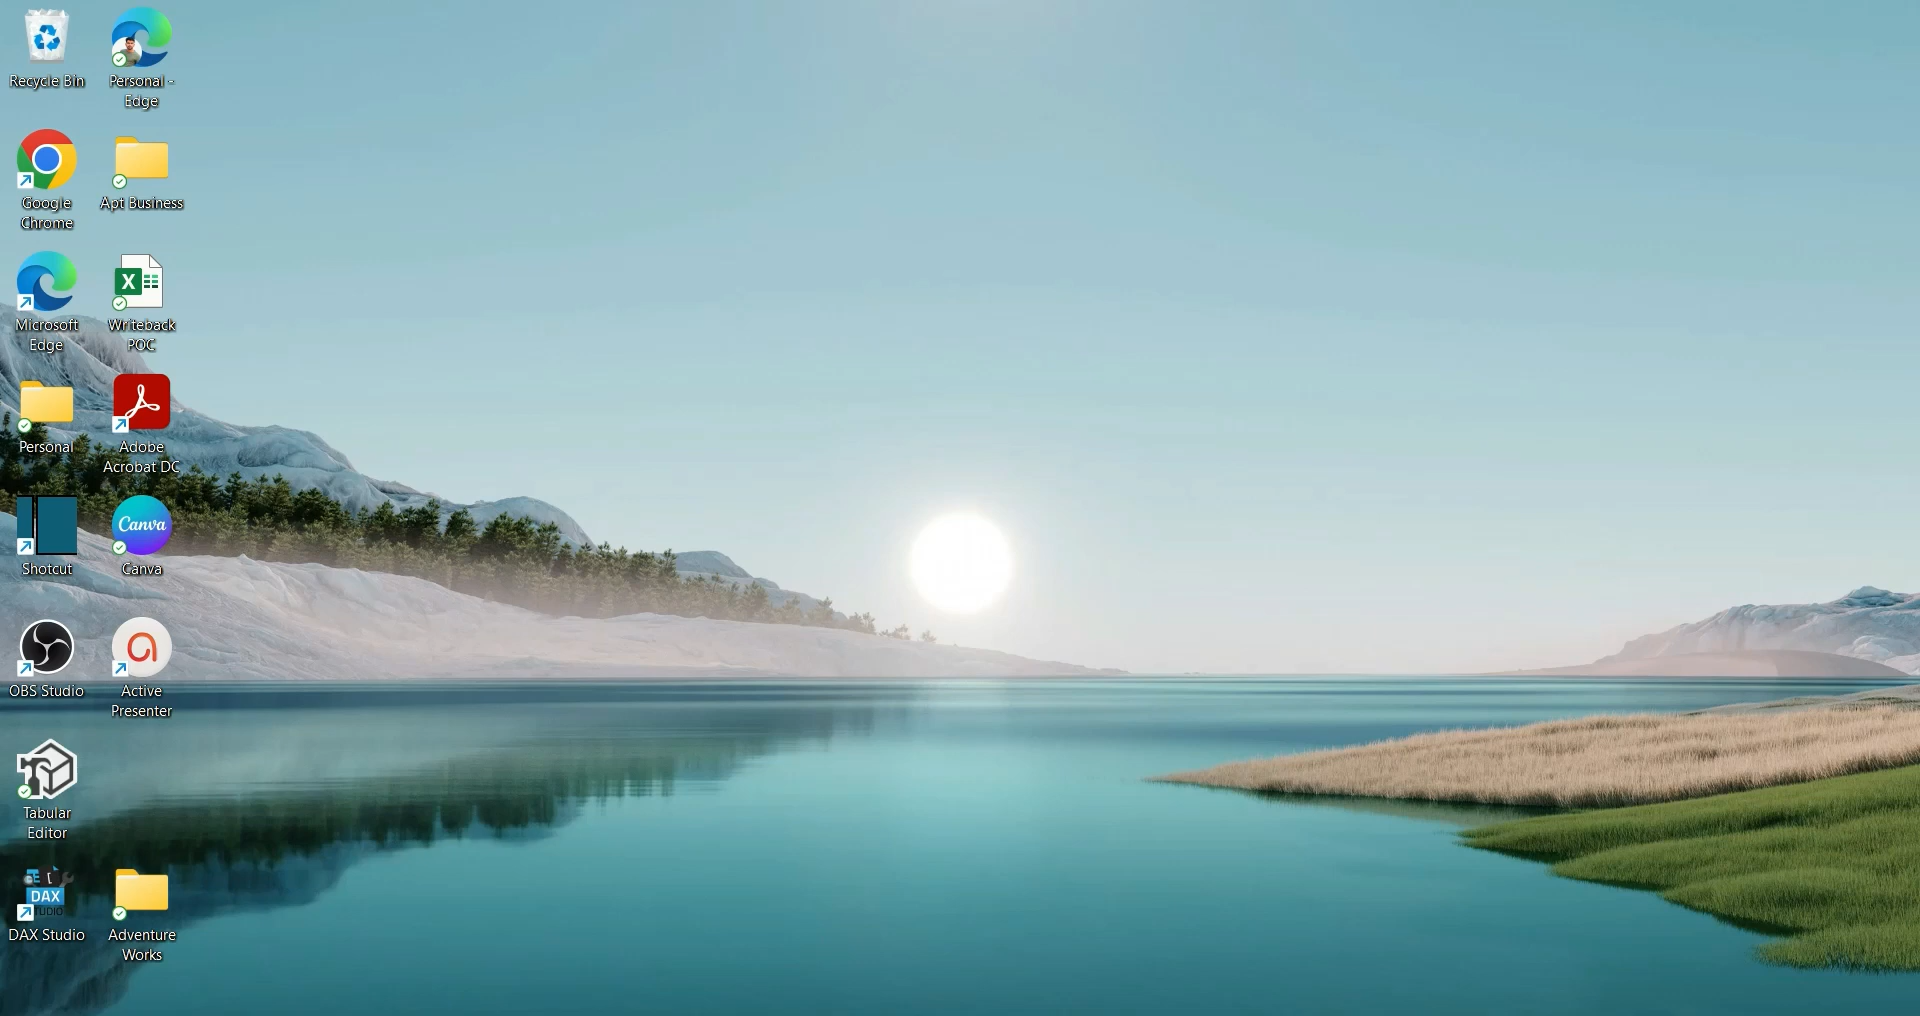 Recycle Bin
Personal -
Edge
Google
Chrome
Apt Business
Microsoft
Edge
Writeback
POC
Personal
Adobe
Acrobat DC
Shotcut
Canva
Canva
OBS Studio
Active
Presenter
Tabular
Editor
DAX
DAX Studio
Adventure
Works